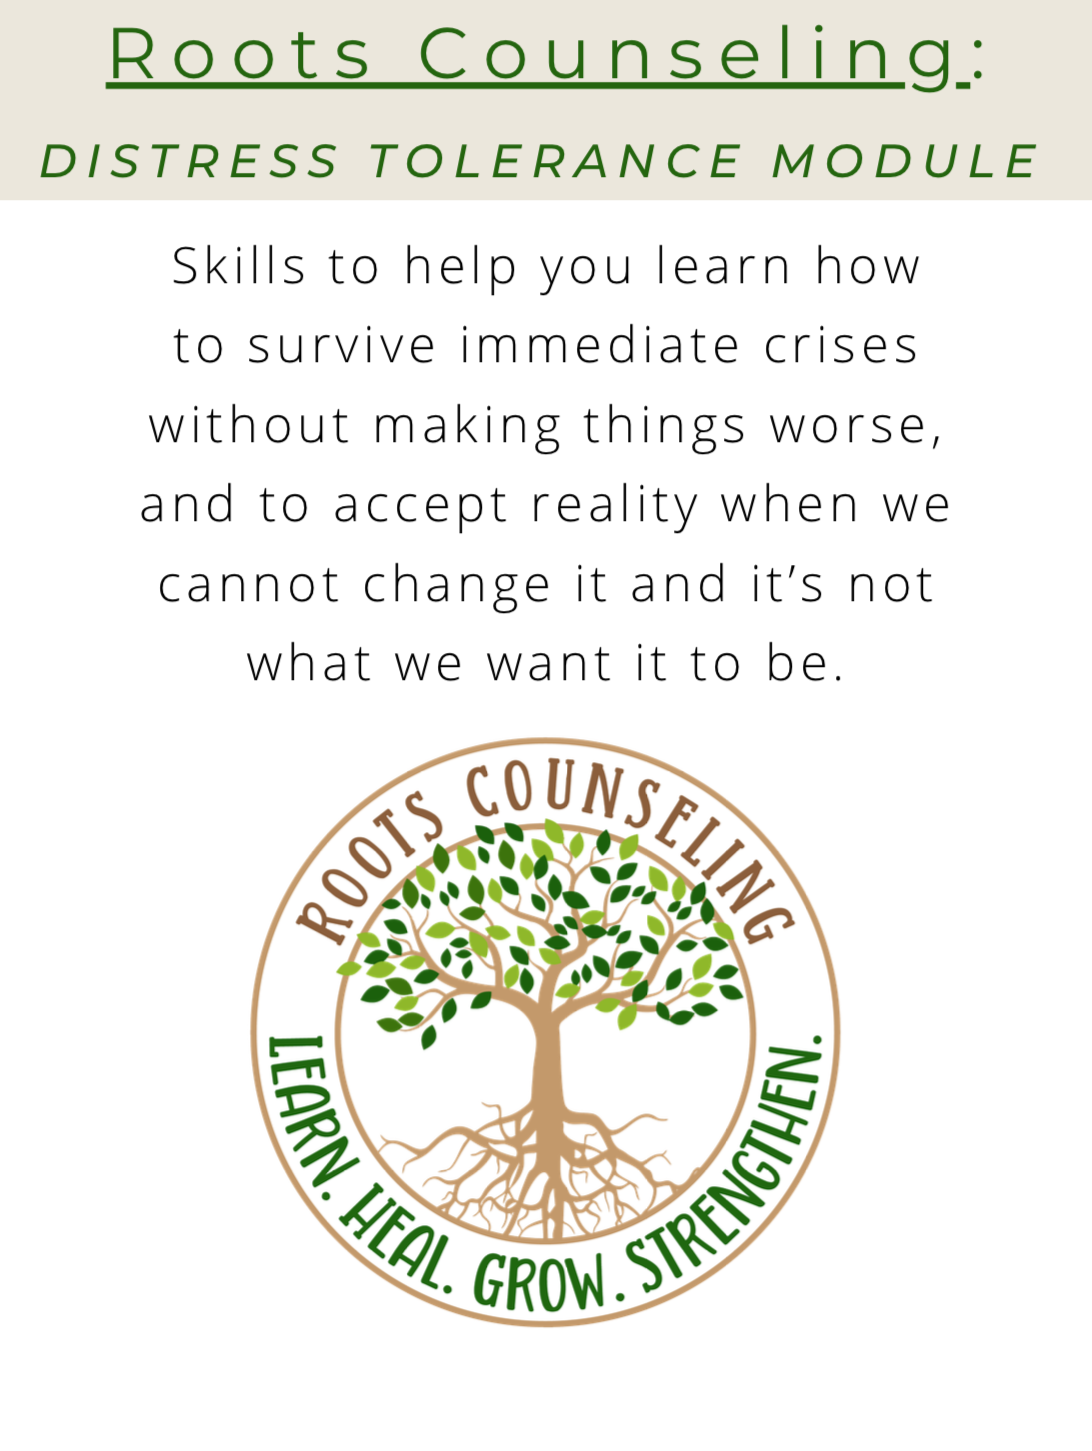 Roots Counseling:
DISTRESS TOLERANCE MODULE
Skills to help you learn how
to survive immediate crises
without making things worse,
and to accept reality when we
cannot change it and it’s not
what we want it to be.
ROOTS COUNSELING
LEARN. HEAL. GROW. STRENGTHEN.